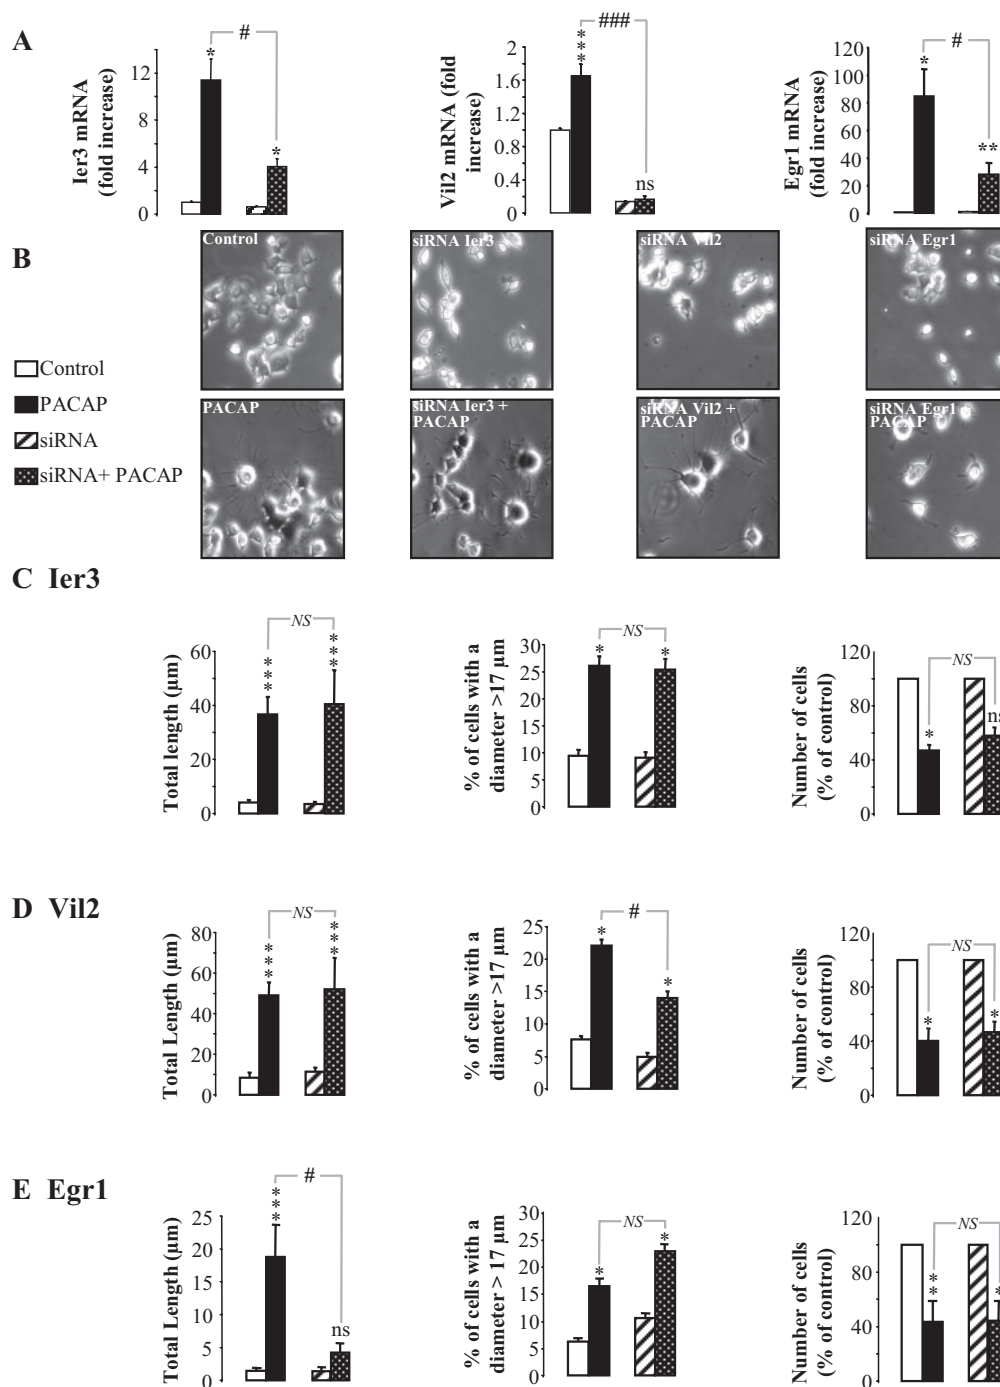 A
Ier3 mRNA
(fold increase)
12
8
4
0
*
#
*
Vil2 mRNA (fold
increase)
2
1.6
1.2
0.8
0.4
0
***
###
ns
Egr1 mRNA
(fold increase)
120
100
80
60
40
20
0
*
#
**
B
Control
siRNA Ier3
siRNA Vil2
siRNA Egr1
PACAP
siRNA Ier3 +
PACAP
siRNA Vil2 +
PACAP
siRNA Egr1 +
PACAP
Control
PACAP
siRNA
siRNA+ PACAP
C Ier3
Total length (µm)
60
40
20
0
***
NS
***
% of cells with a
diameter >17 µm
30
25
20
15
10
5
0
*
NS
*
Number of cells
(% of control)
120
80
40
0
*
NS
ns
D Vil2
Total Length (µm)
80
60
40
20
0
***
NS
***
% of cells with a
diameter >17 µm
25
20
15
10
5
0
*
#
*
Number of cells
(% of control)
120
80
40
0
*
NS
*
E Egr1
Total Length (µm)
25
20
15
10
5
0
***
#
ns
% of cells with a
diameter > 17 µm
30
25
20
15
10
5
0
*
NS
*
Number of cells
(% of control)
120
80
40
0
**
NS
*